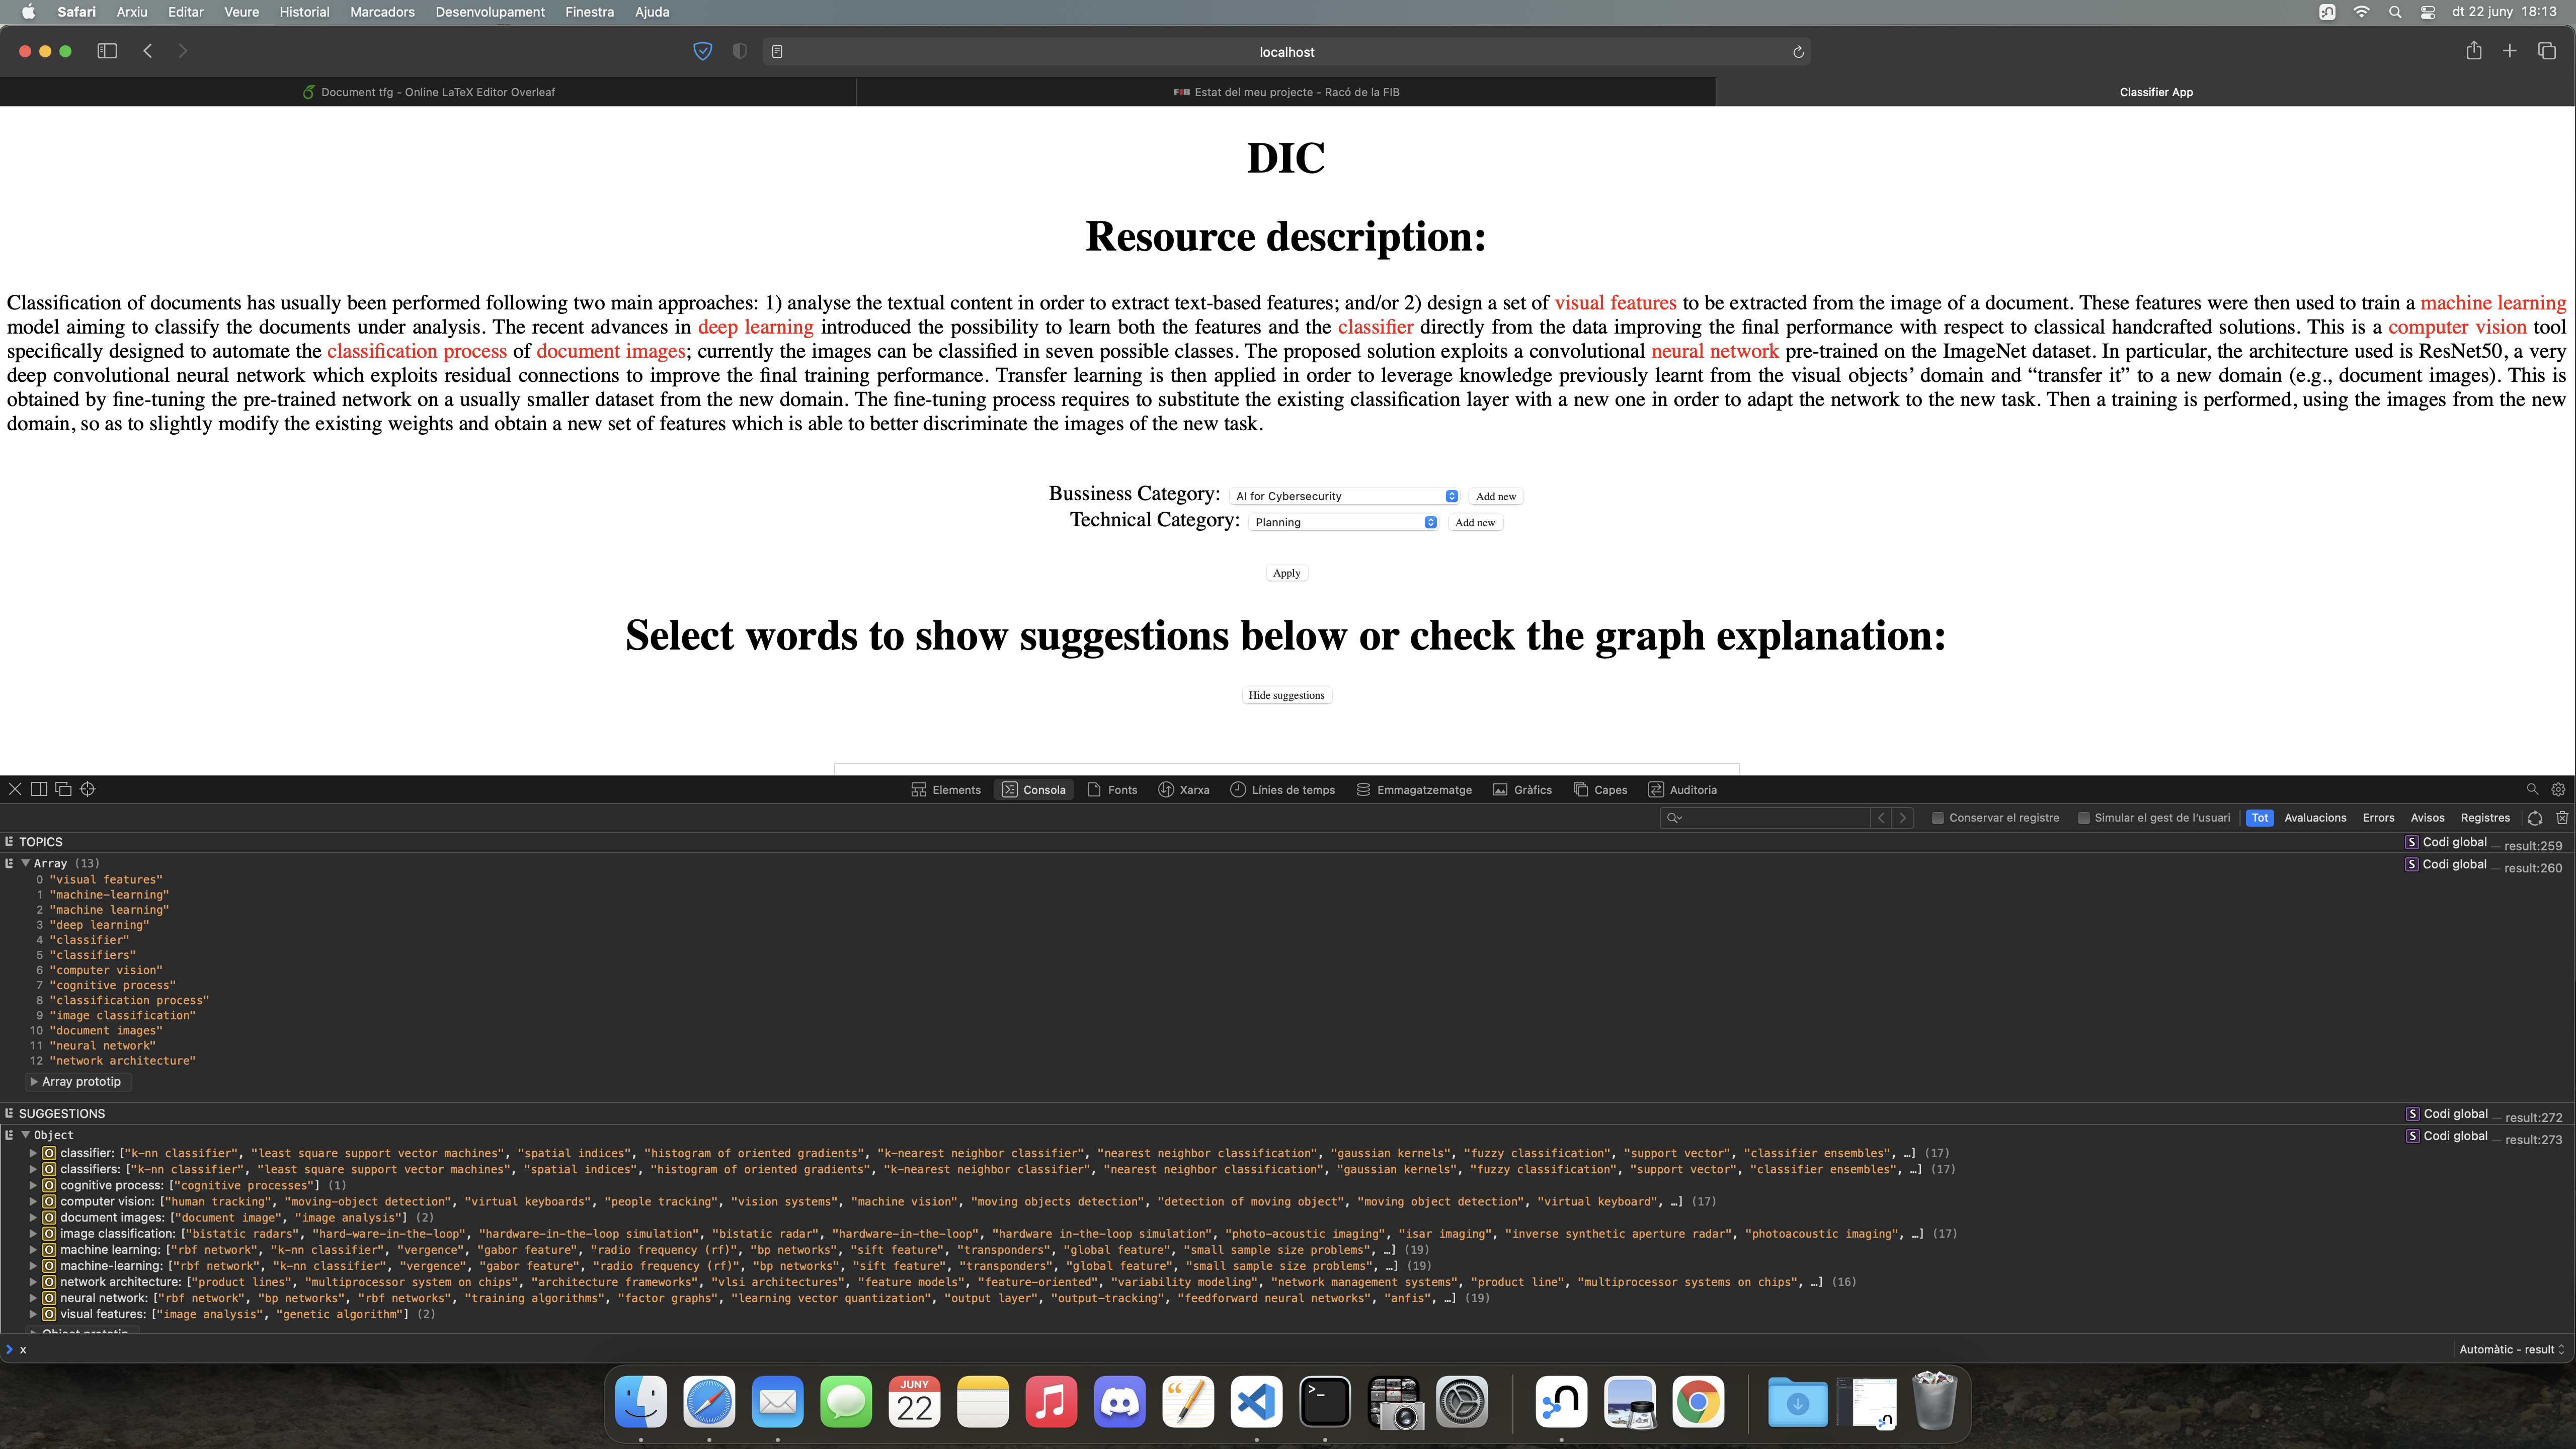 Safari Arxiu Editar Veure Historial Marcadors Desenvolupament Finestra Ajuda dt 22 juny 18:13
localhost
Document tfg - Online LaTeX Editor Overleaf FIB Estat del meu projecte - Racó de la FIB Classifier App
DIC
Resource description:
Classification of documents has usually been performed following two main approaches: 1) analyse the textual content in order to extract text-based features; and/or 2) design a set of visual features to be extracted from the image of a document. These features were then used to train a machine learning
model aiming to classify the documents under analysis. The recent advances in deep learning introduced the possibility to learn both the features and the classifier directly from the data improving the final performance with respect to classical handcrafted solutions. This is a computer vision tool
specifically designed to automate the classification process of document images; currently the images can be classified in seven possible classes. The proposed solution exploits a convolutional neural network pre-trained on the ImageNet dataset. In particular, the architecture used is ResNet50, a very
deep convolutional neural network which exploits residual connections to improve the final training performance. Transfer learning is then applied in order to leverage knowledge previously learnt from the visual objects’ domain and “transfer it” to a new domain (e.g., document images). This is
obtained by fine-tuning the pre-trained network on a usually smaller dataset from the new domain. The fine-tuning process requires to substitute the existing classification layer with a new one in order to adapt the network to the new task. Then a training is performed, using the images from the new
domain, so as to slightly modify the existing weights and obtain a new set of features which is able to better discriminate the images of the new task.
Bussiness Category: AI for Cybersecurity Add new
Technical Category: Planning Add new
Apply
Select words to show suggestions below or check the graph explanation:
Hide suggestions
Elements Consola Fonts Xarxa Línies de temps Emmagatzematge Gràfics Capes Auditoria
Conservar el registre Simular el gest de l’usuari Tot Avaluacions Errors Avisos Registres
TOPICS S Codi global — result:259
Array (13) S Codi global — result:260
0 "visual features"
1 "machine-learning"
2 "machine learning"
3 "deep learning"
4 "classifier"
5 "classifiers"
6 "computer vision"
7 "cognitive process"
8 "classification process"
9 "image classification"
10 "document images"
11 "neural network"
12 "network architecture"
Array prototip
SUGGESTIONS S Codi global — result:272
Object S Codi global — result:273
O classifier: ["k-nn classifier", "least square support vector machines", "spatial indices", "histogram of oriented gradients", "k-nearest neighbor classifier", "nearest neighbor classification", "gaussian kernels", "fuzzy classification", "support vector", "classifier ensembles", …] (17)
O classifiers: ["k-nn classifier", "least square support vector machines", "spatial indices", "histogram of oriented gradients", "k-nearest neighbor classifier", "nearest neighbor classification", "gaussian kernels", "fuzzy classification", "support vector", "classifier ensembles", …] (17)
O cognitive process: ["cognitive processes"] (1)
O computer vision: ["human tracking", "moving-object detection", "virtual keyboards", "people tracking", "vision systems", "machine vision", "moving objects detection", "detection of moving object", "moving object detection", "virtual keyboard", …] (17)
O document images: ["document image", "image analysis"] (2)
O image classification: ["bistatic radars", "hard-ware-in-the-loop", "hardware-in-the-loop simulation", "bistatic radar", "hardware-in-the-loop", "hardware in-the-loop simulation", "photo-acoustic imaging", "isar imaging", "inverse synthetic aperture radar", "photoacoustic imaging", …] (17)
O machine learning: ["rbf network", "k-nn classifier", "vergence", "gabor feature", "radio frequency (rf)", "bp networks", "sift feature", "transponders", "global feature", "small sample size problems", …] (19)
O machine-learning: ["rbf network", "k-nn classifier", "vergence", "gabor feature", "radio frequency (rf)", "bp networks", "sift feature", "transponders", "global feature", "small sample size problems", …] (19)
O network architecture: ["product lines", "multiprocessor system on chips", "architecture frameworks", "vlsi architectures", "feature models", "feature-oriented", "variability modeling", "network management systems", "product line", "multiprocessor systems on chips", …] (16)
O neural network: ["rbf network", "bp networks", "rbf networks", "training algorithms", "factor graphs", "learning vector quantization", "output layer", "output-tracking", "feedforward neural networks", "anfis", …] (19)
O visual features: ["image analysis", "genetic algorithm"] (2)
Object prototip
x Automàtic - result
JUNY
22